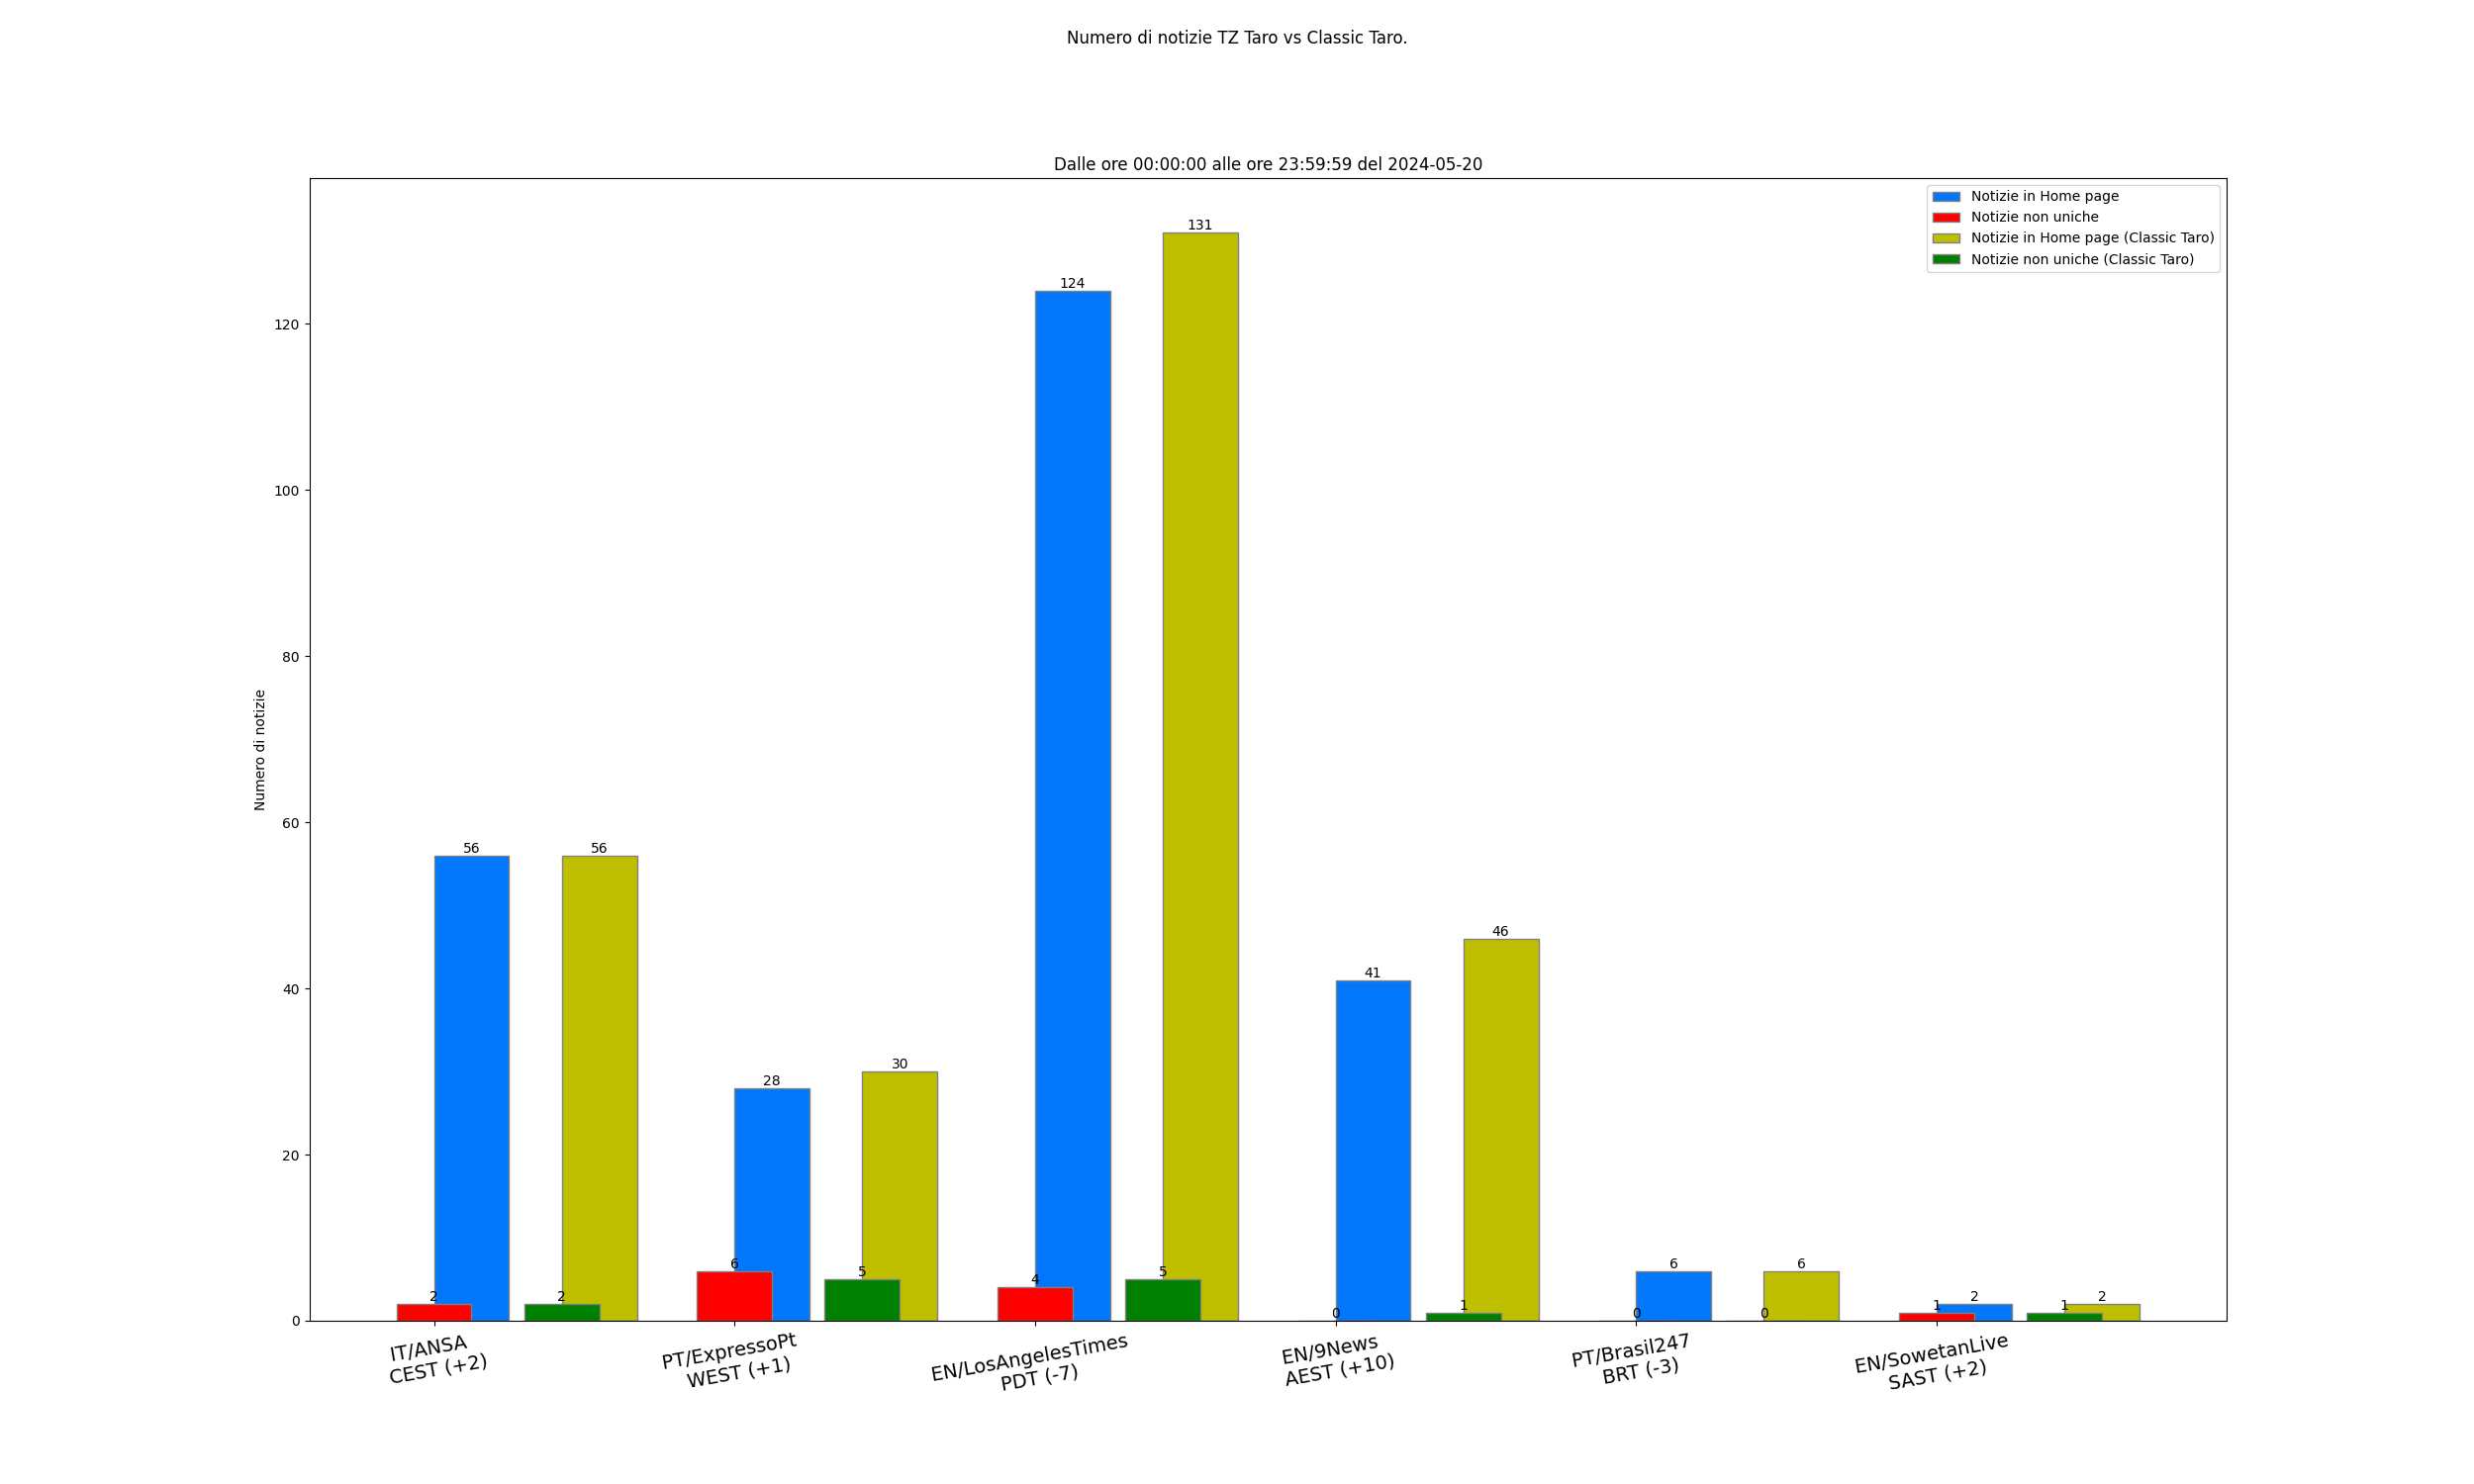 Numero di notizie TZ Taro vs Classic Taro.
Dalle ore 00:00:00 alle ore 23:59:59 del 2024-05-20
Notizie in Home page
Notizie non uniche
Notizie in Home page (Classic Taro)
Notizie non uniche (Classic Taro)
Numero di notizie
120
100
80
60
40
20
0
2
56
2
56
6
28
5
30
4
124
5
131
0
41
1
46
0
6
0
6
1
2
1
2
IT/ANSA
CEST (+2)
PT/ExpressoPt
WEST (+1)
EN/LosAngelesTimes
PDT (-7)
EN/9News
AEST (+10)
PT/Brasil247
BRT (-3)
EN/SowetanLive
SAST (+2)